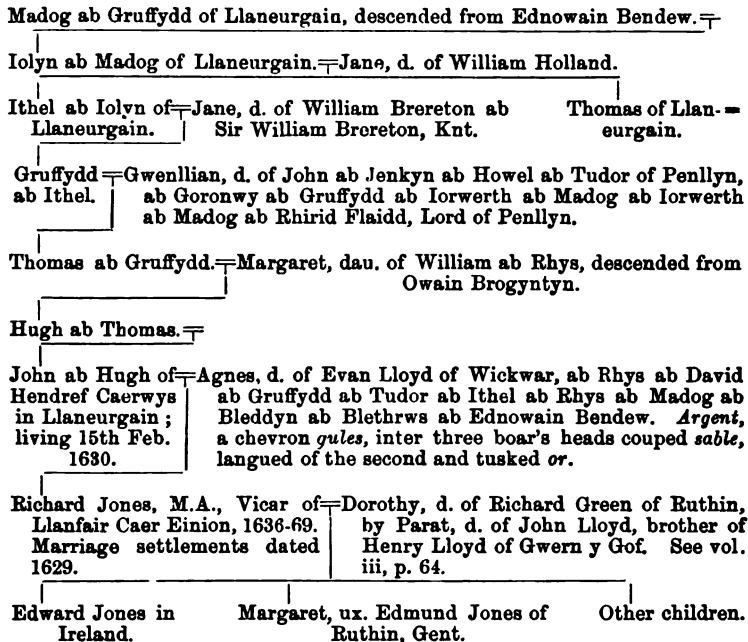 Madog ab Gruffydd of Llaneurgain, descended from Ednowain Bendew.
Iolyn ab Madog of Llaneurgain. Jane, d. of William Holland.
Ithel ab Iolyn of Jane, d. of William Brereton ab Thomas of Llan-
Llaneurgain. Sir William Brereton, Knt. eurgain.
Gruffydd Gwenllian, d. of John ab Jenkyn ab Howel ab Tudor of Penllyn,
ab Ithel. ab Goronwy ab Gruffydd ab Iorwerth ab Madog ab Iorwerth
ab Madog ab Rhirid Flaidd, Lord of Penllyn.
Thomas ab Gruffydd. Margaret, dau. of William ab Rhys, descended from
Owain Brogyntyn.
Hugh ab Thomas.
John ab Hugh of Agnes, d. of Evan Lloyd of Wickwar, ab Rhys ab David
Hendref Caerwys ab Gruffydd ab Tudor ab Ithel ab Rhys ab Madog ab
in Llaneurgain; Bleddyn ab Blethrws ab Ednowain Bendew. Argent,
living 15th Feb. a chevron gules, inter three boar's heads couped sable,
1630. langued of the second and tusked or.
Richard Jones, M.A., Vicar of Dorothy, d. of Richard Green of Ruthin,
Llanfair Caer Einion, 1636-69. by Parat, d. of John Lloyd, brother of
Marriage settlements dated Henry Lloyd of Gwern y Gof. See vol.
1629. iii, p. 64.
Edward Jones in Margaret, ux. Edmund Jones of Other children.
Ireland. Ruthin, Gent.